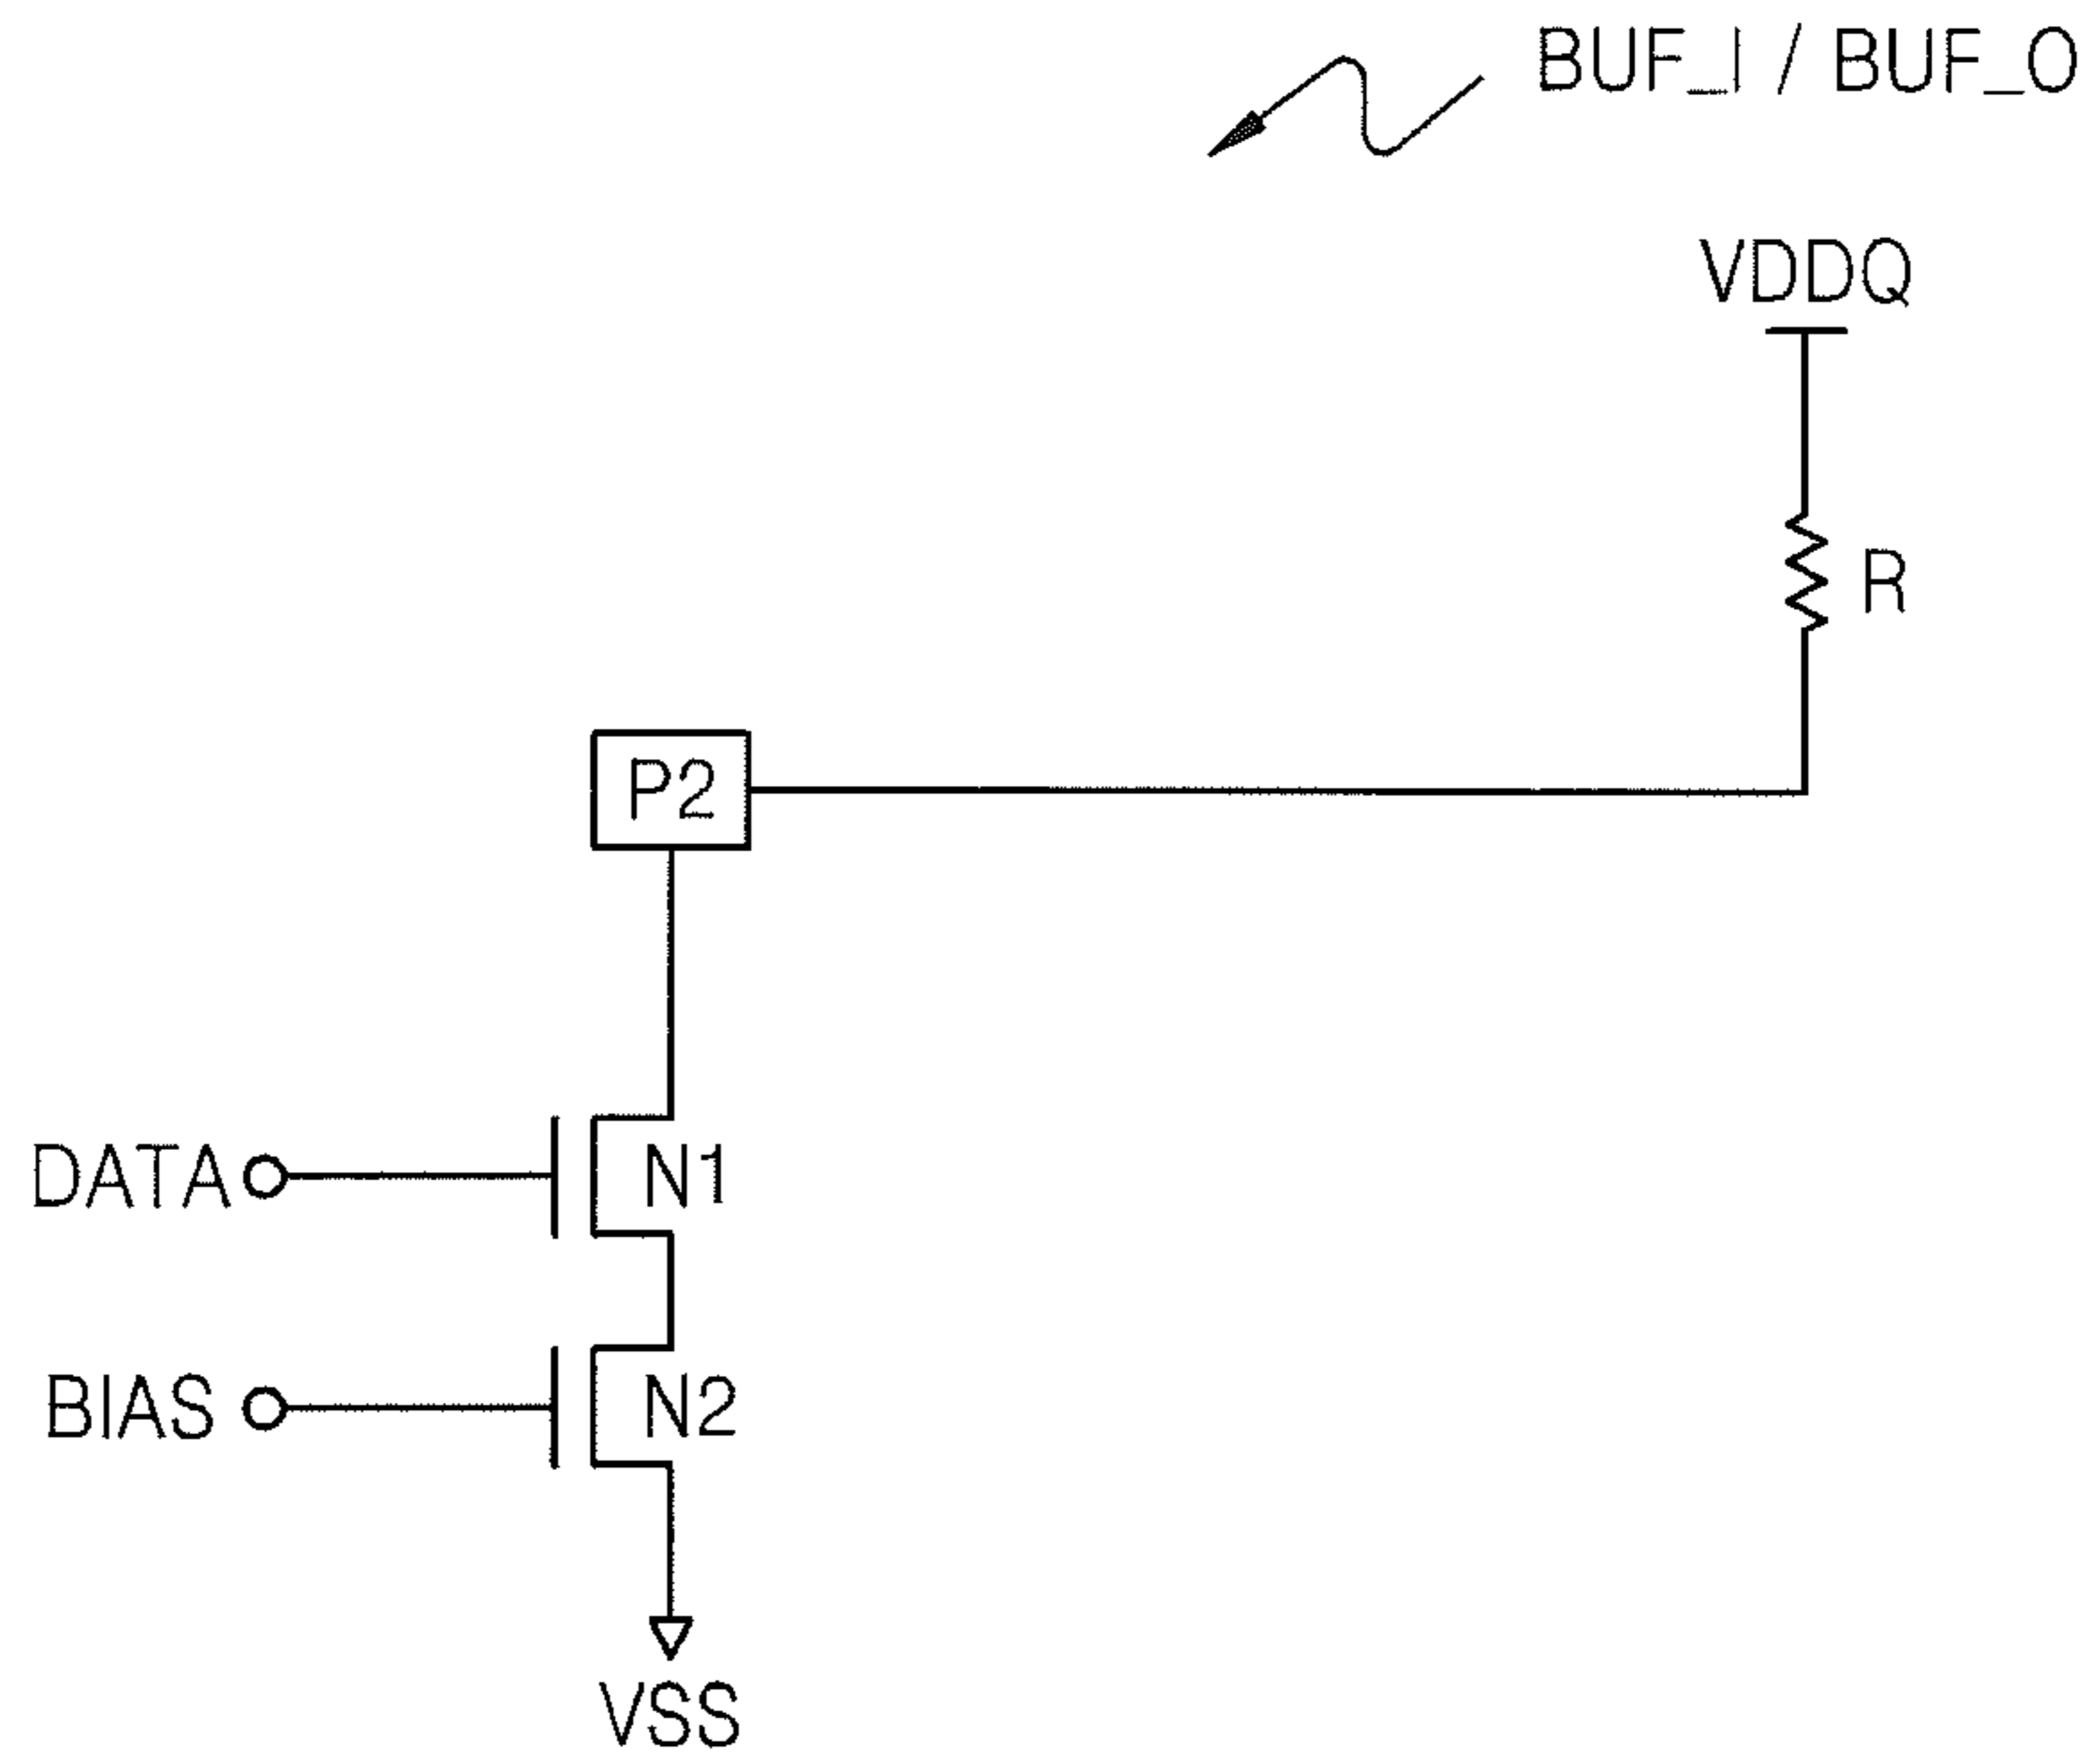 BUF_I / BUF_O
VDDQ
R
P2
DATA
N1
BIAS
N2
VSS